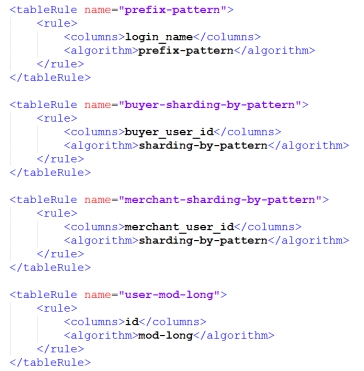 <tableRule name="prefix-pattern">
<rule>
<columns>login_name</columns>
<algorithm>prefix-pattern</algorithm>
</rule>
</tableRule>
<tableRule name="buyer-sharding-by-pattern">
<rule>
<columns>buyer_user_id</columns>
<algorithm>sharding-by-pattern</algorithm>
</rule>
</tableRule>
<tableRule name="merchant-sharding-by-pattern">
<rule>
<columns>merchant_user_id</columns>
<algorithm>sharding-by-pattern</algorithm>
</rule>
</tableRule>
<tableRule name="user-mod-long">
<rule>
<columns>id</columns>
<algorithm>mod-long</algorithm>
</rule>
</tableRule>